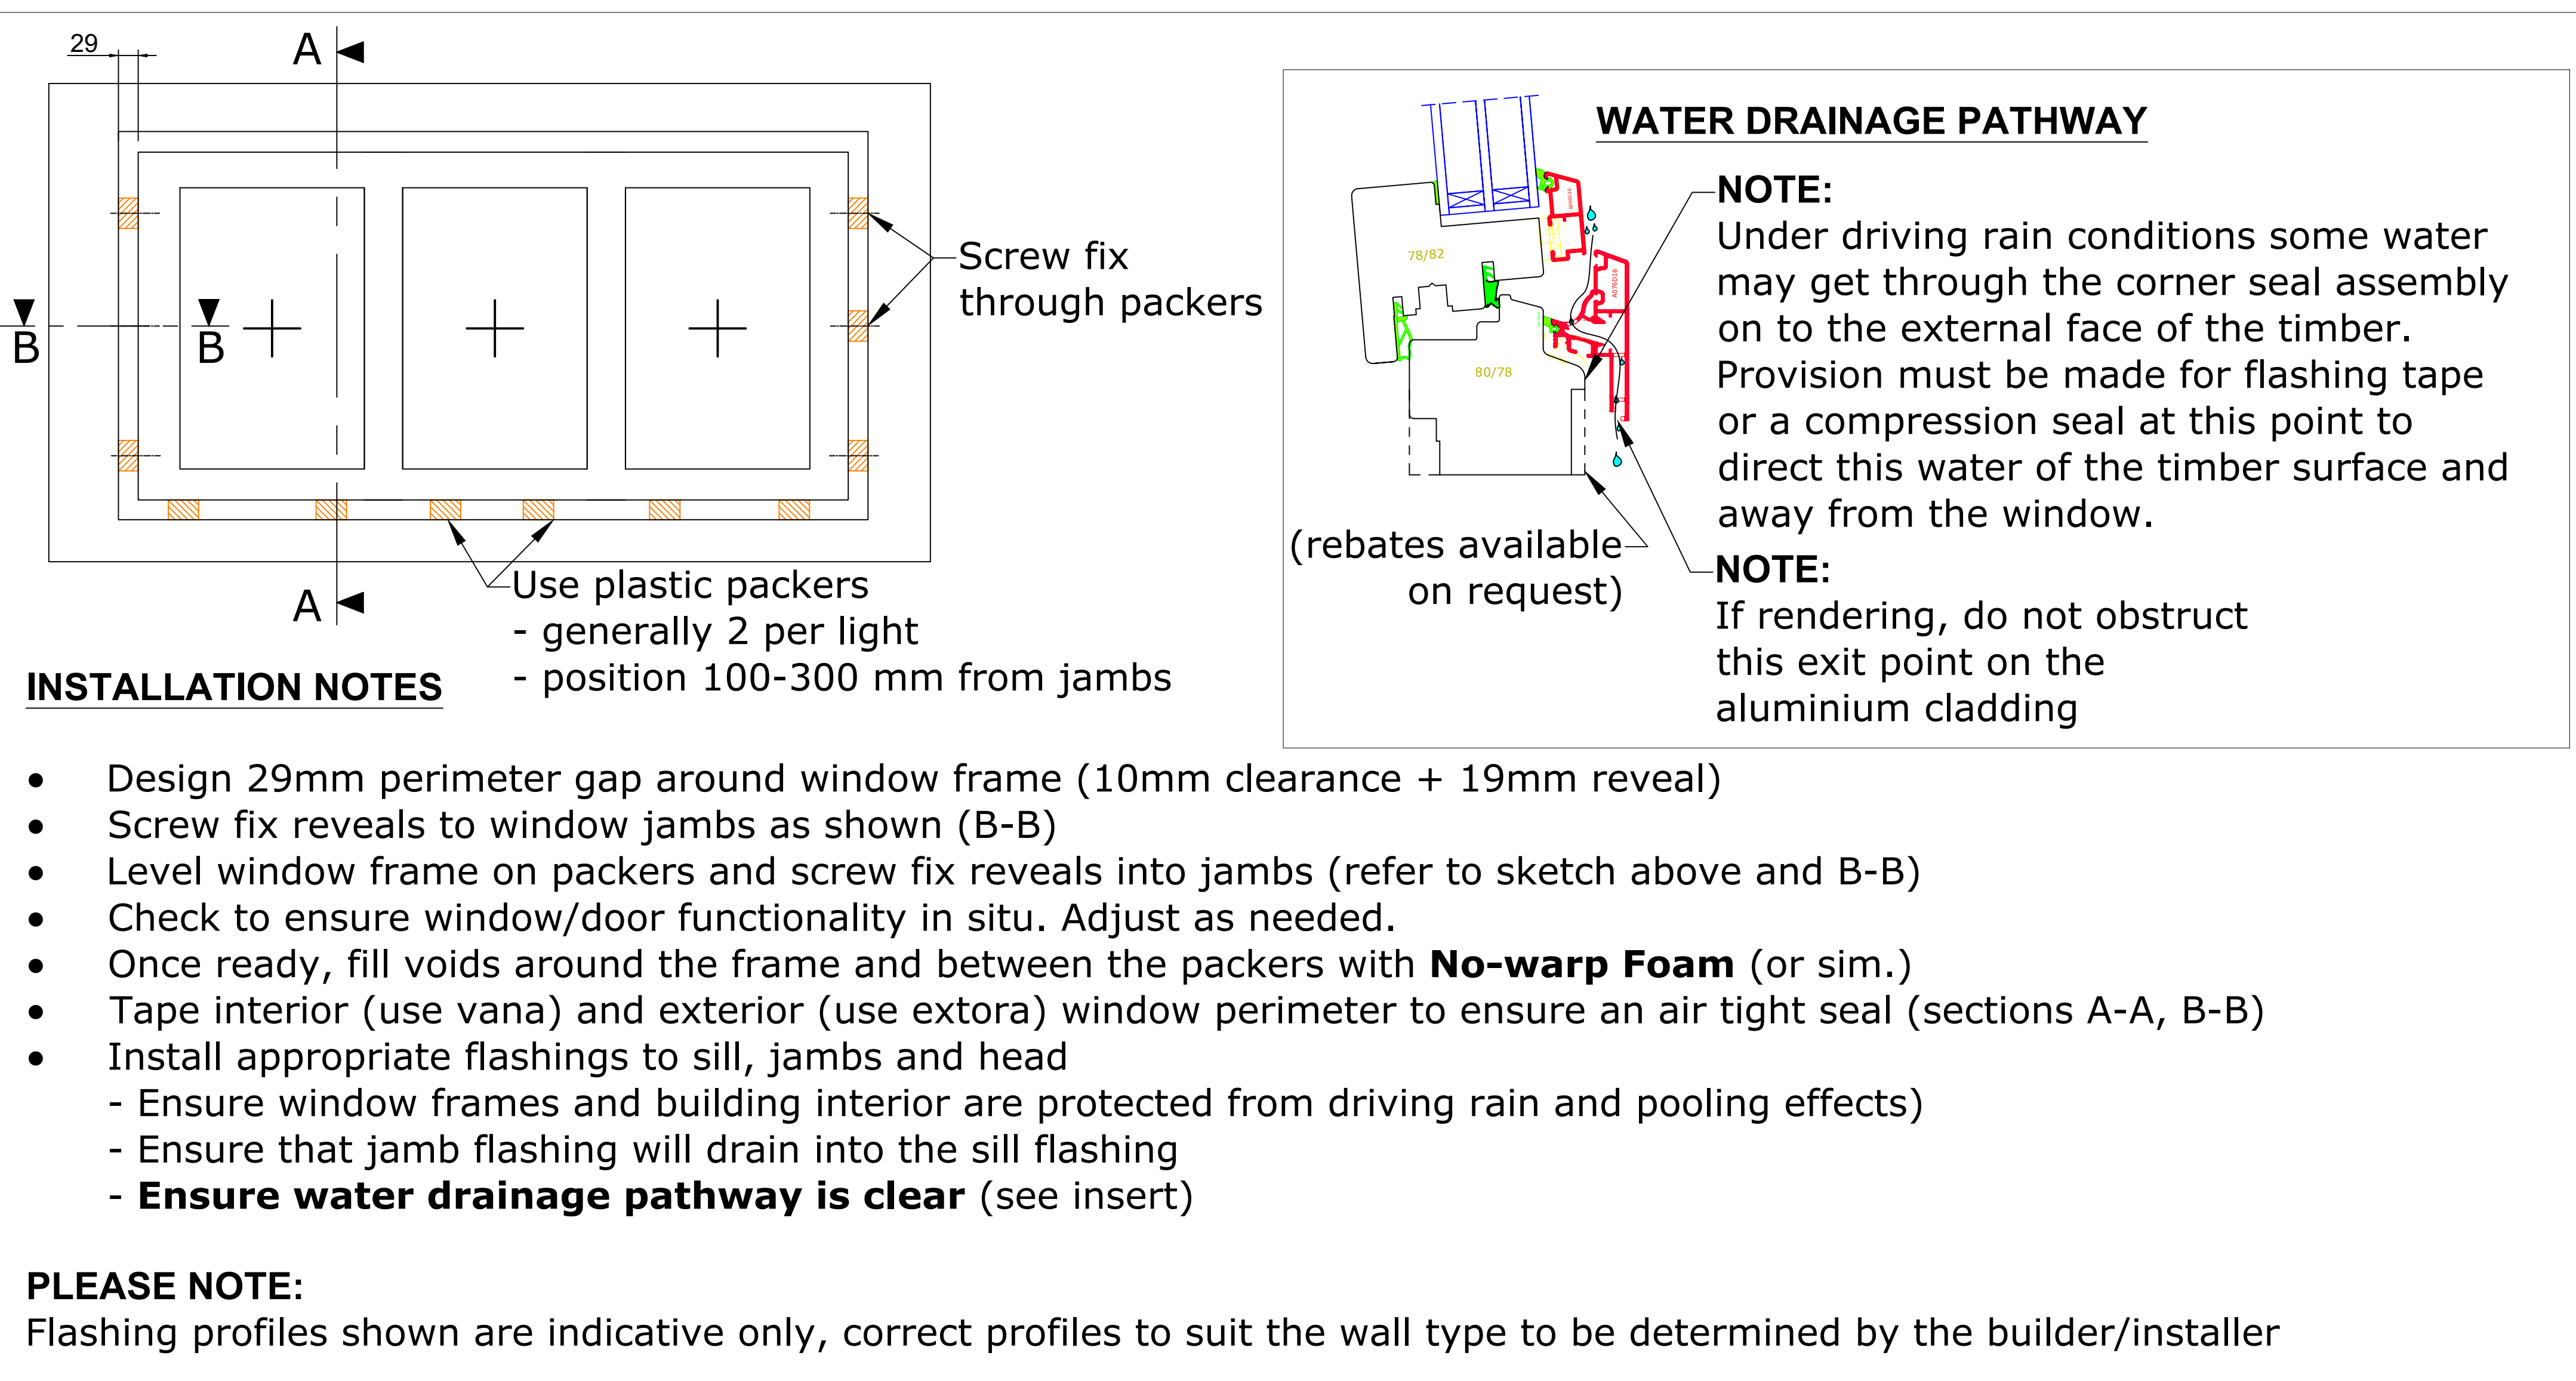 29
A
B
B
A
Screw fix
through packers
Use plastic packers
- generally 2 per light
- position 100-300 mm from jambs
WATER DRAINAGE PATHWAY
78/82
80/78
A076D16
NOTE:
Under driving rain conditions some water
may get through the corner seal assembly
on to the external face of the timber.
Provision must be made for flashing tape
or a compression seal at this point to
direct this water of the timber surface and
away from the window.
(rebates available
on request)
NOTE:
If rendering, do not obstruct
this exit point on the
aluminium cladding
INSTALLATION NOTES
• Design 29mm perimeter gap around window frame (10mm clearance + 19mm reveal)
• Screw fix reveals to window jambs as shown (B-B)
• Level window frame on packers and screw fix reveals into jambs (refer to sketch above and B-B)
• Check to ensure window/door functionality in situ. Adjust as needed.
• Once ready, fill voids around the frame and between the packers with No-warp Foam (or sim.)
• Tape interior (use vana) and exterior (use extora) window perimeter to ensure an air tight seal (sections A-A, B-B)
• Install appropriate flashings to sill, jambs and head
- Ensure window frames and building interior are protected from driving rain and pooling effects)
- Ensure that jamb flashing will drain into the sill flashing
- Ensure water drainage pathway is clear (see insert)
PLEASE NOTE:
Flashing profiles shown are indicative only, correct profiles to suit the wall type to be determined by the builder/installer